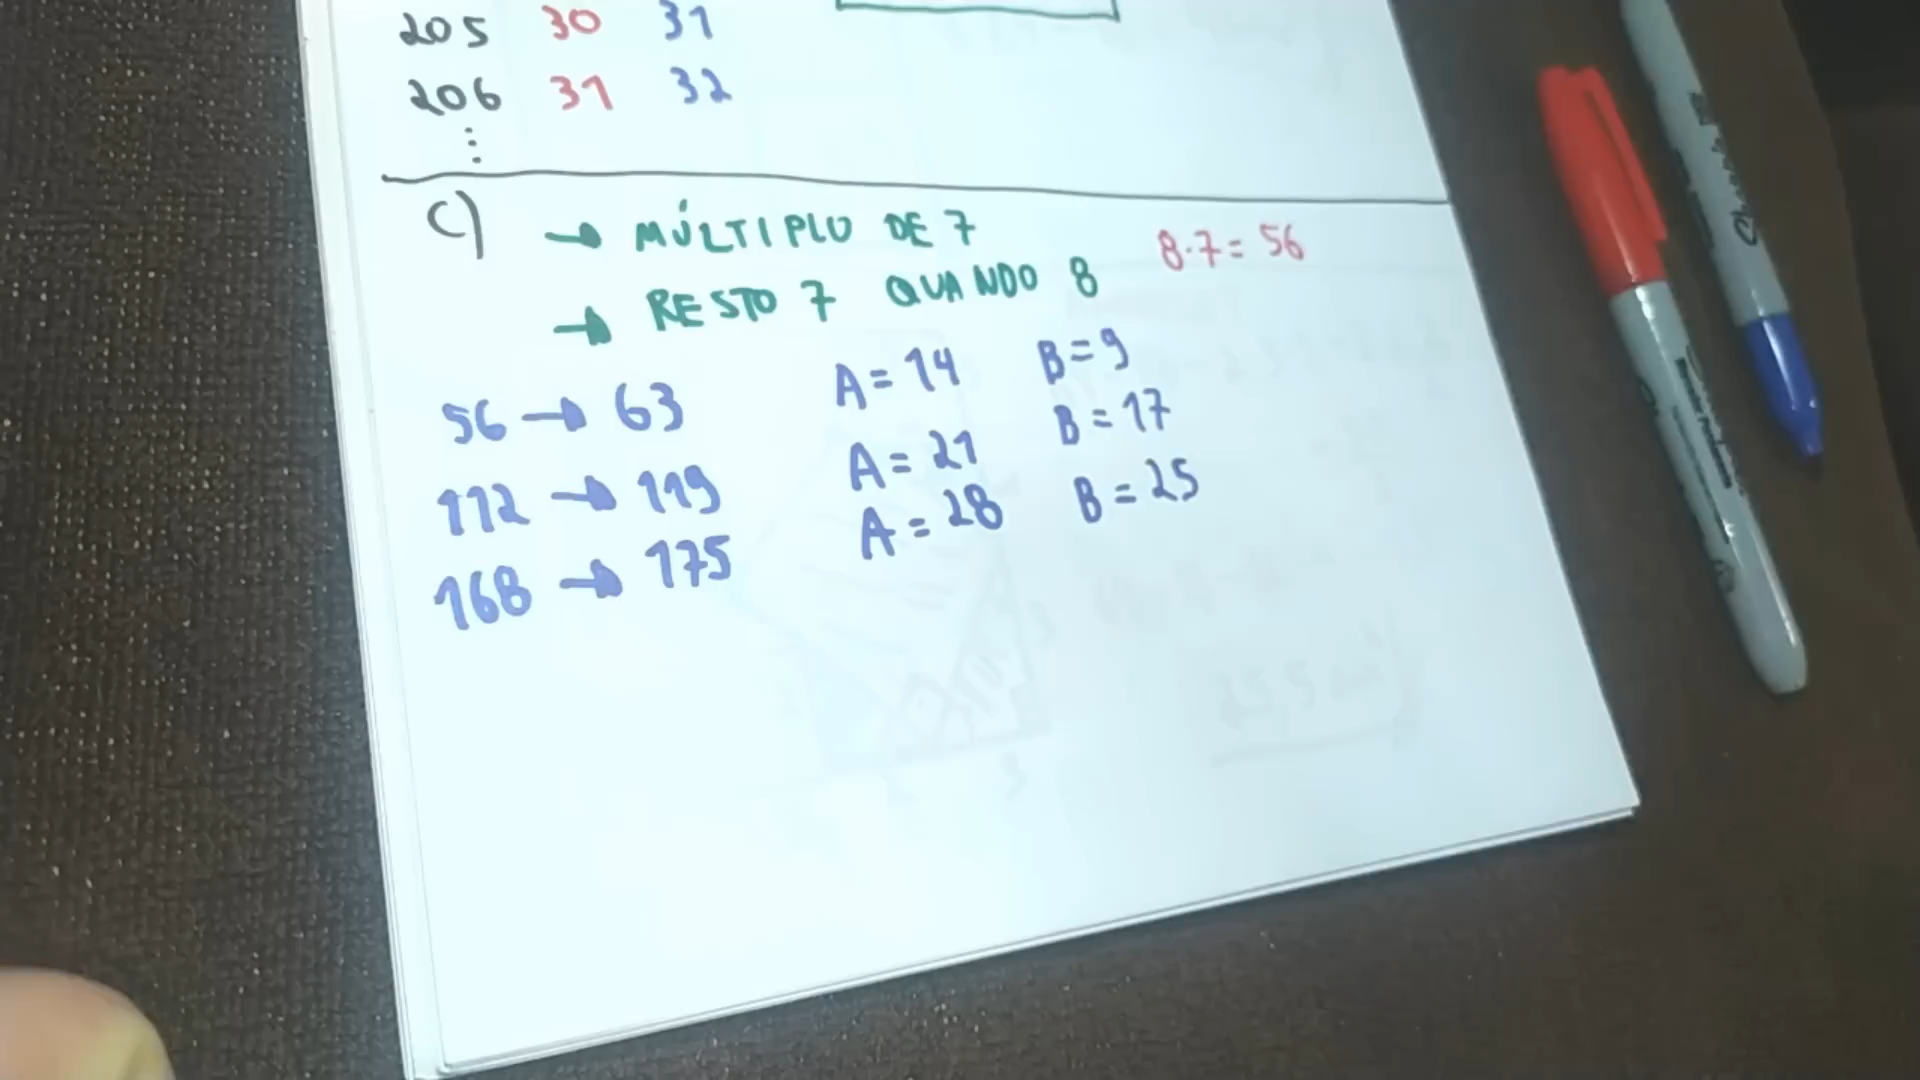 205 30 31
206 31 32
⋮
C) → MÚLTIPLO DE 7 8·7 = 56
→ RESTO 7 QUANDO 8
56 → 63 A = 14 B = 9
112 → 119 A = 21 B = 17
168 → 175 A = 28 B = 25